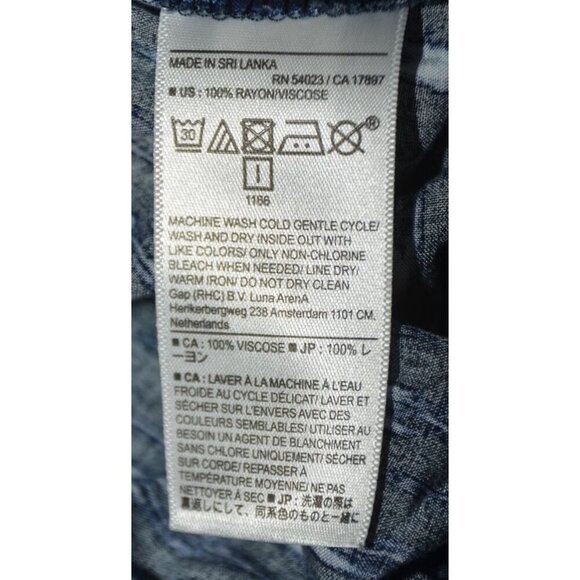 MADE IN SRI LANKA
RN 54023 / CA 17897
■ US : 100% RAYON/VISCOSE
30
®
1166
MACHINE WASH COLD GENTLE CYCLE/
WASH AND DRY INSIDE OUT WITH
LIKE COLORS/ ONLY NON-CHLORINE
BLEACH WHEN NEEDED/ LINE DRY/
WARM IRON/ DO NOT DRY CLEAN
Gap (RHC) B.V. Luna ArenA
Herikerbergweg 238 Amsterdam 1101 CM.
Netherlands
■ CA : 100% VISCOSE ■ JP : 100% レ
ーヨン
■ CA : LAVER À LA MACHINE À L'EAU
FROIDE AU CYCLE DÉLICAT/ LAVER ET
SÉCHER SUR L'ENVERS AVEC DES
COULEURS SEMBLABLES/ UTILISER AU
BESOIN UN AGENT DE BLANCHIMENT
SANS CHLORE UNIQUEMENT/ SÉCHER
SUR CORDE/ REPASSER À
TEMPÉRATURE MOYENNE/ NE PAS
NETTOYER À SEC ■ JP : 洗濯の際は
裏返しにして、同系色のものと一緒に